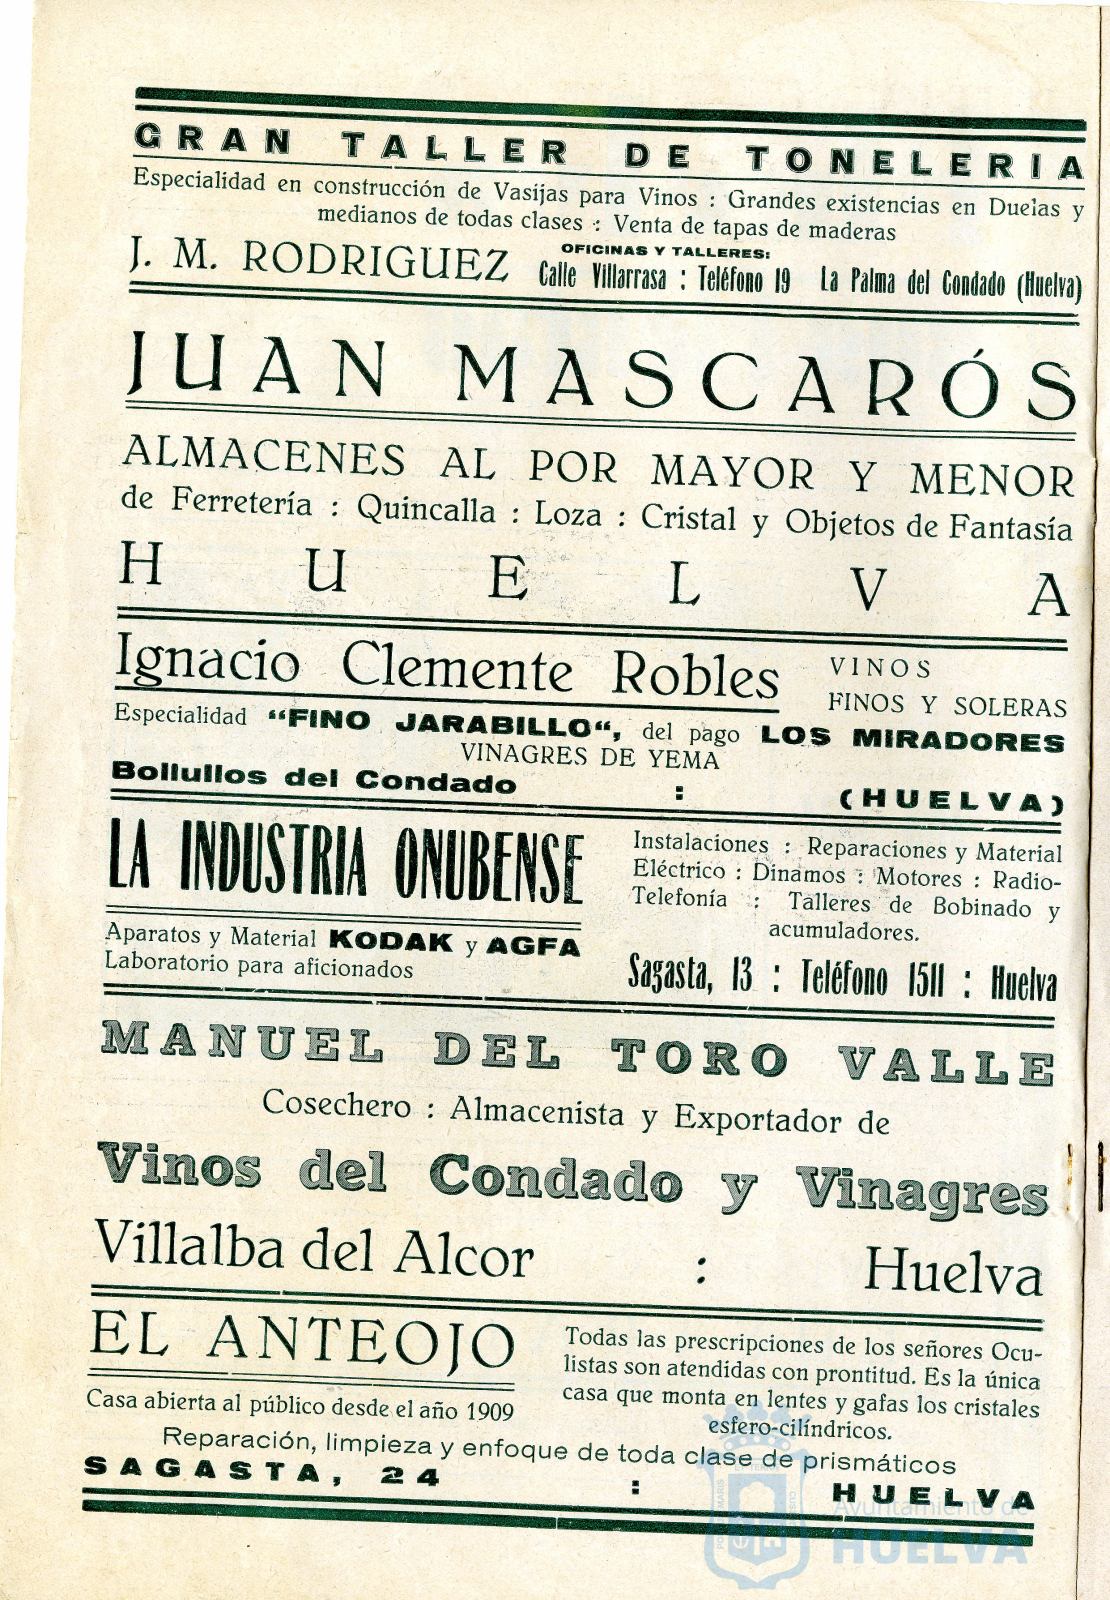 GRAN TALLER DE TONELERIA
Especialidad en construcción de Vasijas para Vinos : Grandes existencias en Duelas y
medianos de todas clases : Venta de tapas de maderas
J. M. RODRIGUEZ
OFICINAS Y TALLERES:
Calle Villarrasa : Teléfono 19 La Palma del Condado (Huelva)
JUAN MASCARÓS
ALMACENES AL POR MAYOR Y MENOR
de Ferretería : Quincalla : Loza : Cristal y Objetos de Fantasía
HUELVA
Ignacio Clemente Robles
VINOS
FINOS Y SOLERAS
Especialidad "FINO JARABILLO", del pago LOS MIRADORES
VINAGRES DE YEMA
Bollullos del Condado : (HUELVA)
LA INDUSTRIA ONUBENSE
Aparatos y Material KODAK y AGFA
Laboratorio para aficionados
Instalaciones : Reparaciones y Material
Eléctrico : Dinamos : Motores : Radio-
Telefonía : Talleres de Bobinado y
acumuladores.
Sagasta, 13 : Teléfono 1511 : Huelva
MANUEL DEL TORO VALLE
Cosechero : Almacenista y Exportador de
Vinos del Condado y Vinagres
Villalba del Alcor : Huelva
EL ANTEOJO
Casa abierta al público desde el año 1909
Todas las prescripciones de los señores Ocu-
listas son atendidas con prontitud. Es la única
casa que monta en lentes y gafas los cristales
esfero-cilíndricos.
Reparación, limpieza y enfoque de toda clase de prismáticos
SAGASTA, 24 : HUELVA
Ayuntamiento de
HUELVA